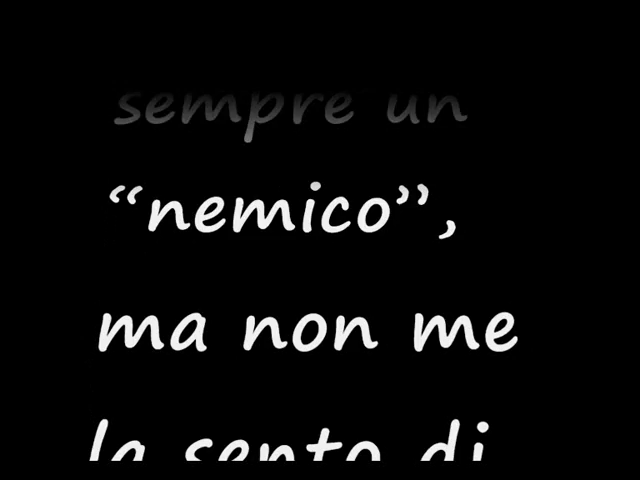 sempre un
“nemico”,
ma non me
la sento di